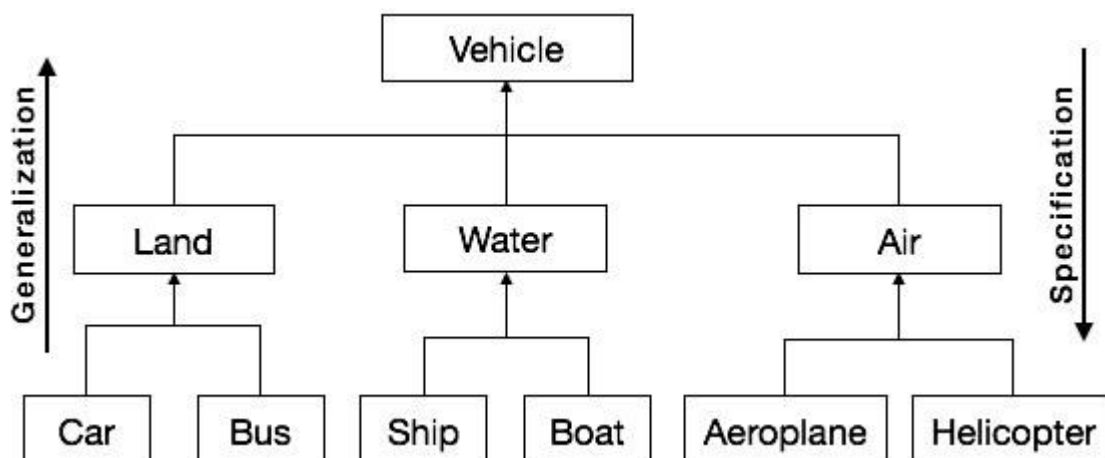 Vehicle
Generalization
Specification
Land
Water
Air
Car
Bus
Ship
Boat
Aeroplane
Helicopter